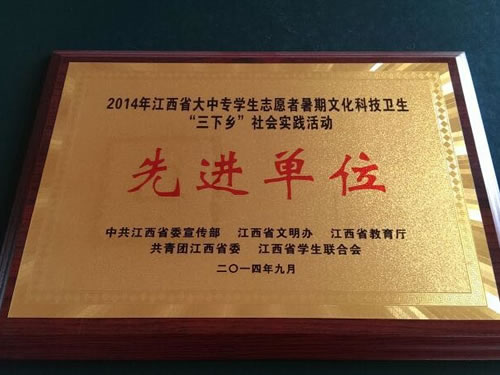 2014年江西省大中专学生志愿者暑期文化科技卫生
“三下乡”社会实践活动
先进单位
中共江西省委宣传部 江西省文明办 江西省教育厅
共青团江西省委 江西省学生联合会
二〇一四年九月